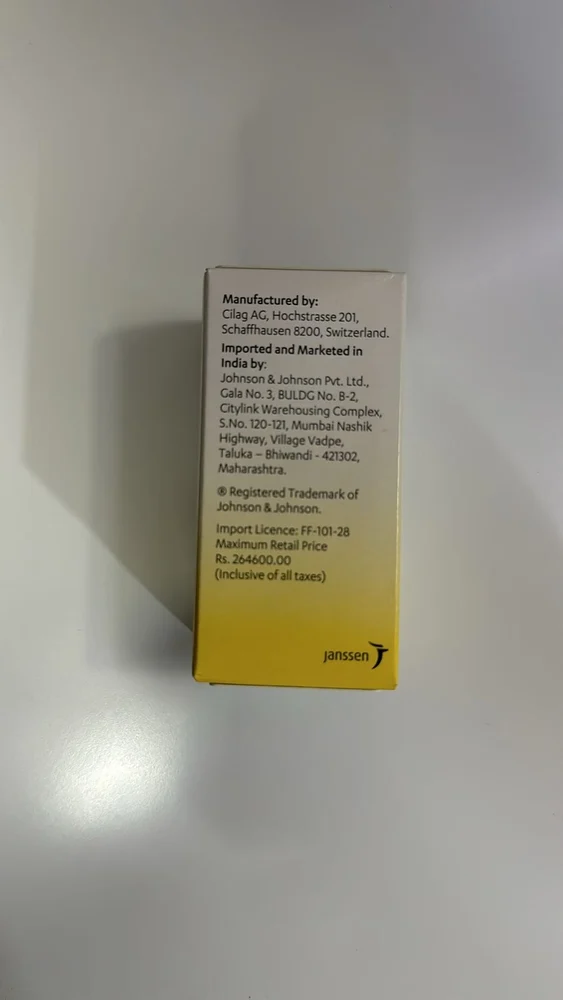 Manufactured by:
Cilag AG, Hochstrasse 201,
Schaffhausen 8200, Switzerland.
Imported and Marketed in
India by:
Johnson & Johnson Pvt. Ltd.,
Gala No. 3, BULDG No. B-2,
Citylink Warehousing Complex,
S.No. 120-121, Mumbai Nashik
Highway, Village Vadpe,
Taluka – Bhiwandi - 421302,
Maharashtra.
® Registered Trademark of
Johnson & Johnson.
Import Licence: FF-101-28
Maximum Retail Price
Rs. 264600.00
(Inclusive of all taxes)
janssen